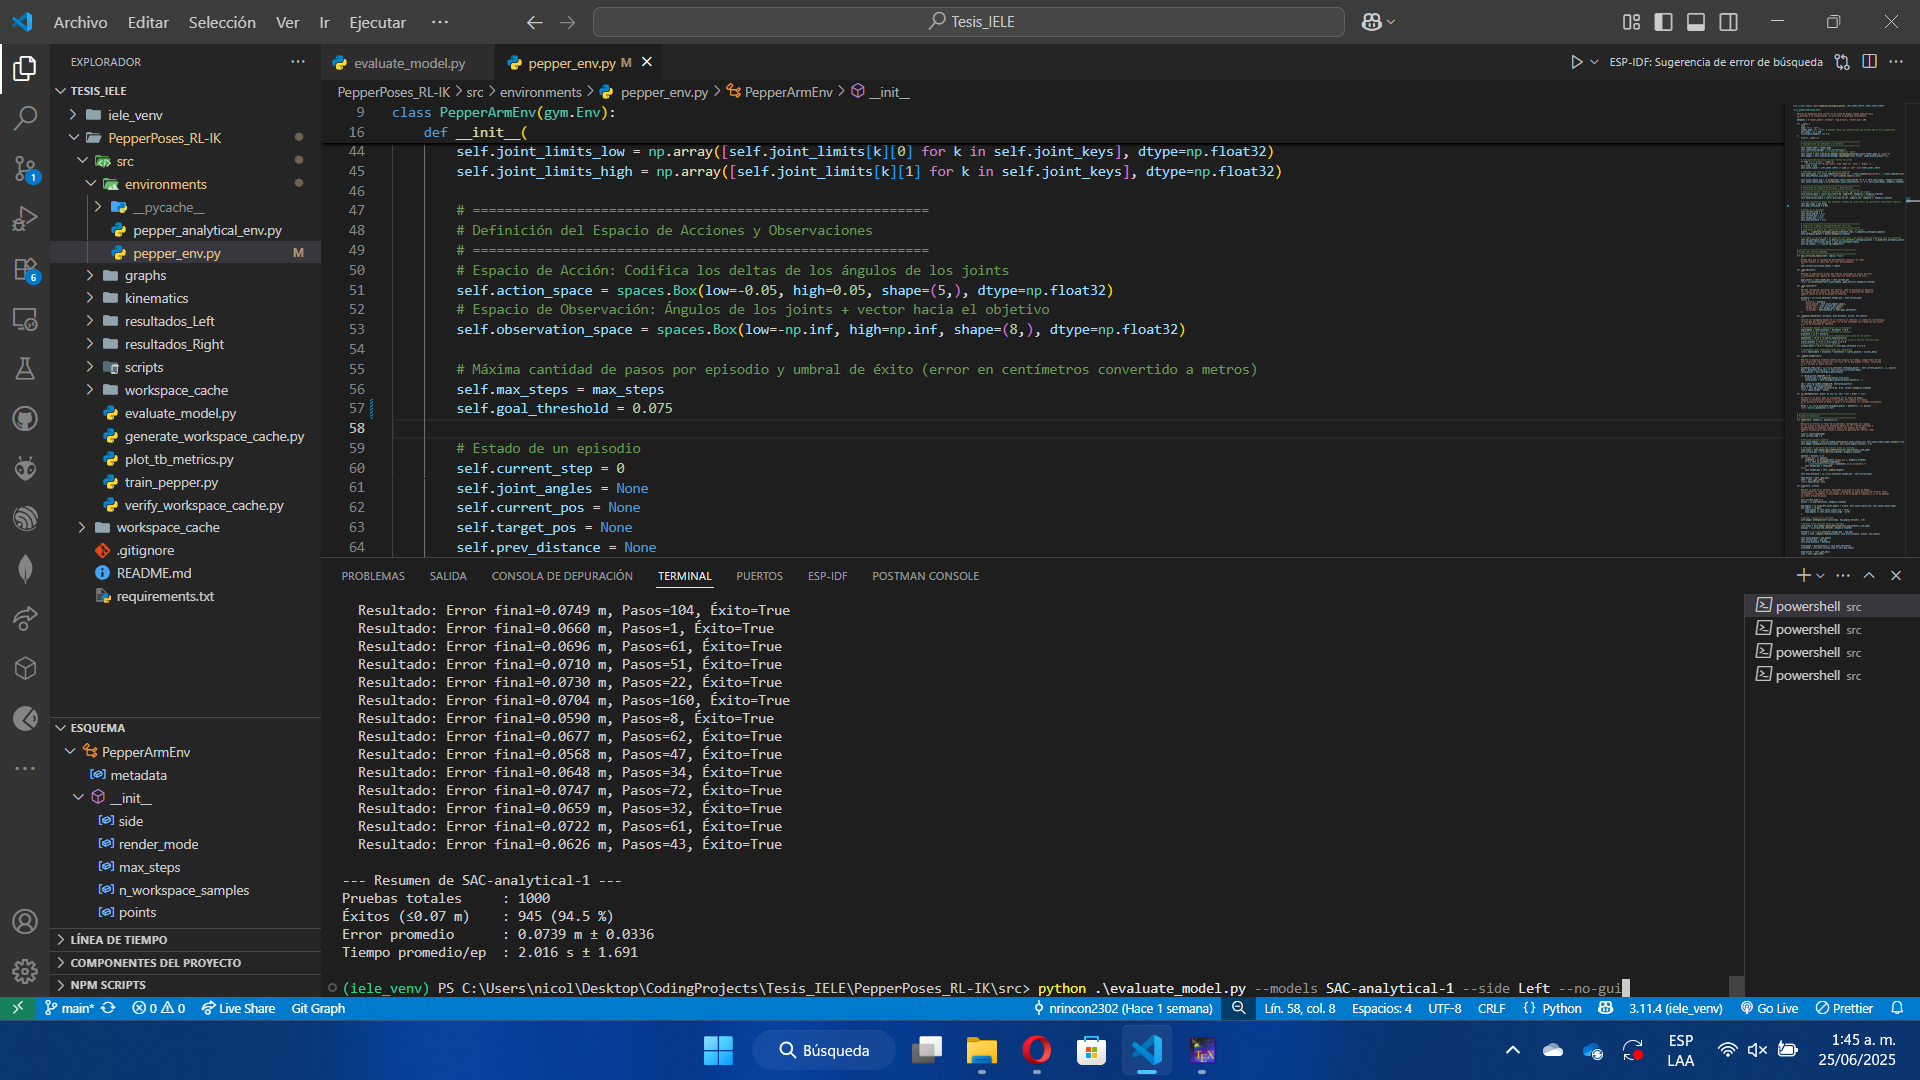 Archivo Editar Selección Ver Ir Ejecutar ···
Tesis_IELE
EXPLORADOR ···
TESIS_IELE
iele_venv
PepperPoses_RL-IK
src
environments
__pycache__
pepper_analytical_env.py
pepper_env.py M
graphs
kinematics
resultados_Left
resultados_Right
scripts
workspace_cache
evaluate_model.py
generate_workspace_cache.py
plot_tb_metrics.py
train_pepper.py
verify_workspace_cache.py
workspace_cache
.gitignore
README.md
requirements.txt
ESQUEMA
PepperArmEnv
metadata
__init__
side
render_mode
max_steps
n_workspace_samples
points
LÍNEA DE TIEMPO
COMPONENTES DEL PROYECTO
NPM SCRIPTS
1
6
evaluate_model.py
pepper_env.py M
ESP-IDF: Sugerencia de error de búsqueda
PepperPoses_RL-IK > src > environments > pepper_env.py > PepperArmEnv > __init__
9 class PepperArmEnv(gym.Env):
16 def __init__(
44 self.joint_limits_low = np.array([self.joint_limits[k][0] for k in self.joint_keys], dtype=np.float32)
45 self.joint_limits_high = np.array([self.joint_limits[k][1] for k in self.joint_keys], dtype=np.float32)
46
47 # =========================================================
48 # Definición del Espacio de Acciones y Observaciones
49 # =========================================================
50 # Espacio de Acción: Codifica los deltas de los ángulos de los joints
51 self.action_space = spaces.Box(low=-0.05, high=0.05, shape=(5,), dtype=np.float32)
52 # Espacio de Observación: Ángulos de los joints + vector hacia el objetivo
53 self.observation_space = spaces.Box(low=-np.inf, high=np.inf, shape=(8,), dtype=np.float32)
54
55 # Máxima cantidad de pasos por episodio y umbral de éxito (error en centímetros convertido a metros)
56 self.max_steps = max_steps
57 self.goal_threshold = 0.075
58
59 # Estado de un episodio
60 self.current_step = 0
61 self.joint_angles = None
62 self.current_pos = None
63 self.target_pos = None
64 self.prev_distance = None
PROBLEMAS SALIDA CONSOLA DE DEPURACIÓN TERMINAL PUERTOS ESP-IDF POSTMAN CONSOLE
Resultado: Error final=0.0749 m, Pasos=104, Éxito=True
Resultado: Error final=0.0660 m, Pasos=1, Éxito=True
Resultado: Error final=0.0696 m, Pasos=61, Éxito=True
Resultado: Error final=0.0710 m, Pasos=51, Éxito=True
Resultado: Error final=0.0730 m, Pasos=22, Éxito=True
Resultado: Error final=0.0704 m, Pasos=160, Éxito=True
Resultado: Error final=0.0590 m, Pasos=8, Éxito=True
Resultado: Error final=0.0677 m, Pasos=62, Éxito=True
Resultado: Error final=0.0568 m, Pasos=47, Éxito=True
Resultado: Error final=0.0648 m, Pasos=34, Éxito=True
Resultado: Error final=0.0747 m, Pasos=72, Éxito=True
Resultado: Error final=0.0659 m, Pasos=32, Éxito=True
Resultado: Error final=0.0722 m, Pasos=61, Éxito=True
Resultado: Error final=0.0626 m, Pasos=43, Éxito=True
--- Resumen de SAC-analytical-1 ---
Pruebas totales : 1000
Éxitos (≤0.07 m) : 945 (94.5 %)
Error promedio : 0.0739 m ± 0.0336
Tiempo promedio/ep : 2.016 s ± 1.691
(iele_venv) PS C:\Users\nicol\Desktop\CodingProjects\Tesis_IELE\PepperPoses_RL-IK\src> python .\evaluate_model.py --models SAC-analytical-1 --side Left --no-gui
powershell src
powershell src
powershell src
powershell src
main* 0 0 Live Share Git Graph nrincon2302 (Hace 1 semana) Lín. 58, col. 8 Espacios: 4 UTF-8 CRLF {} Python 3.11.4 (iele_venv) Go Live Prettier
Búsqueda
ESP
LAA
1:45 a. m.
25/06/2025